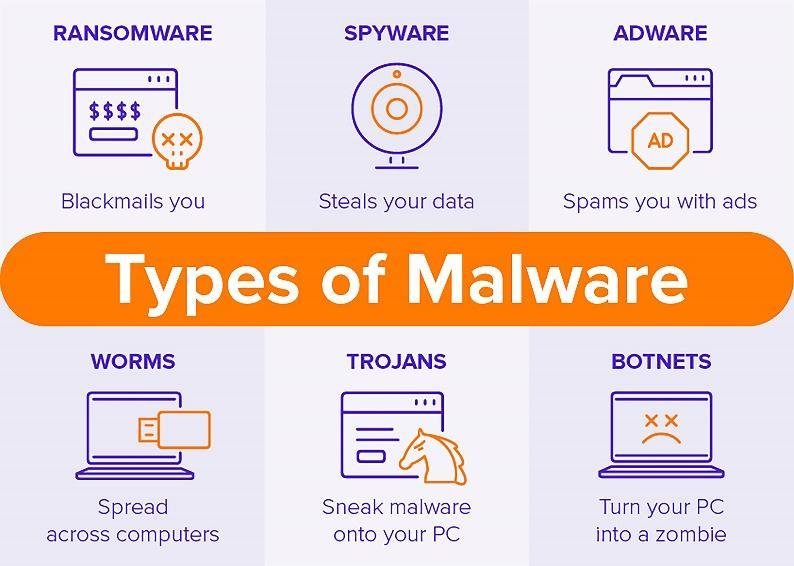 RANSOMWARE
SPYWARE
ADWARE
$$$$
AD
Blackmails you
Steals your data
Spams you with ads
Types of Malware
WORMS
TROJANS
BOTNETS
Spread
across computers
Sneak malware
onto your PC
Turn your PC
into a zombie